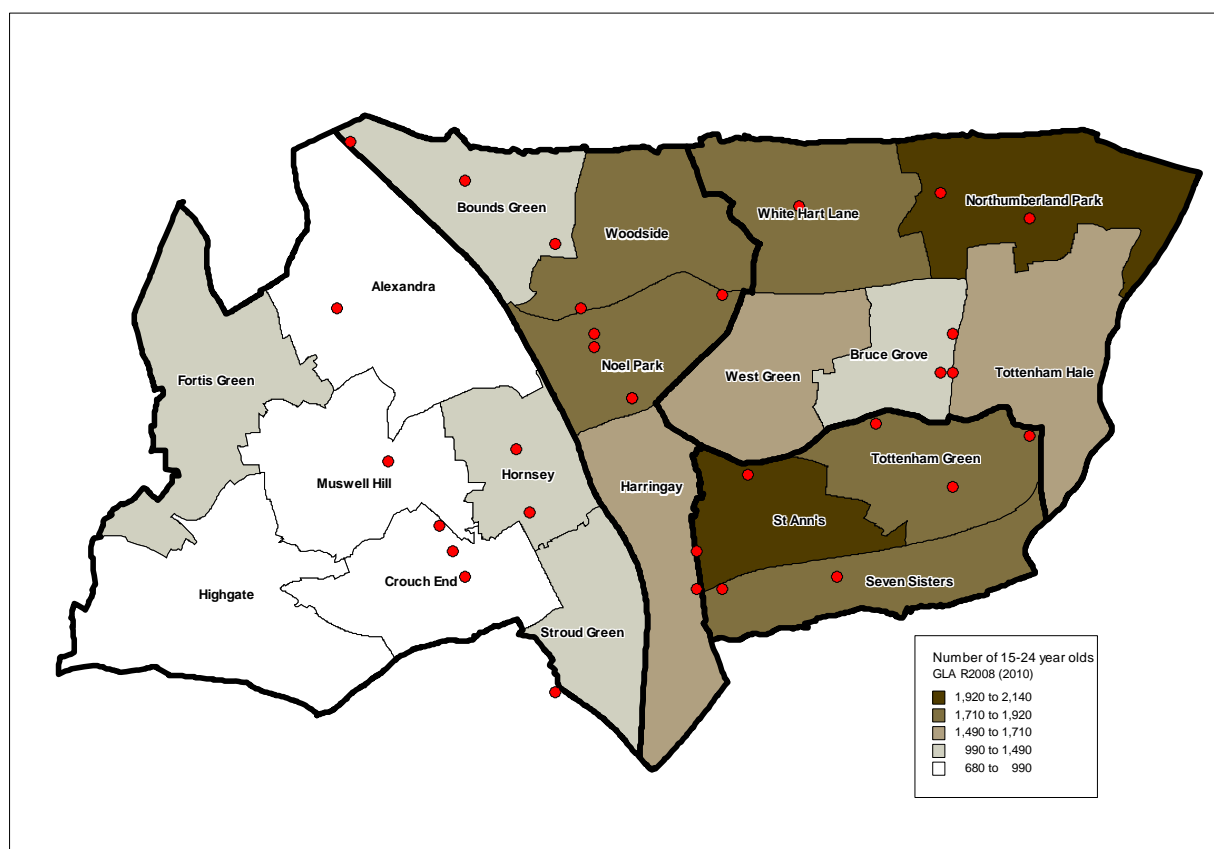 Bounds Green
Woodside
White Hart Lane
Northumberland Park
Alexandra
Fortis Green
Noel Park
West Green
Bruce Grove
Tottenham Hale
Muswell Hill
Hornsey
Harringay
Tottenham Green
St Ann's
Highgate
Crouch End
Stroud Green
Seven Sisters
Number of 15-24 year olds
GLA R2008 (2010)
1,920 to 2,140
1,710 to 1,920
1,490 to 1,710
990 to 1,490
680 to 990